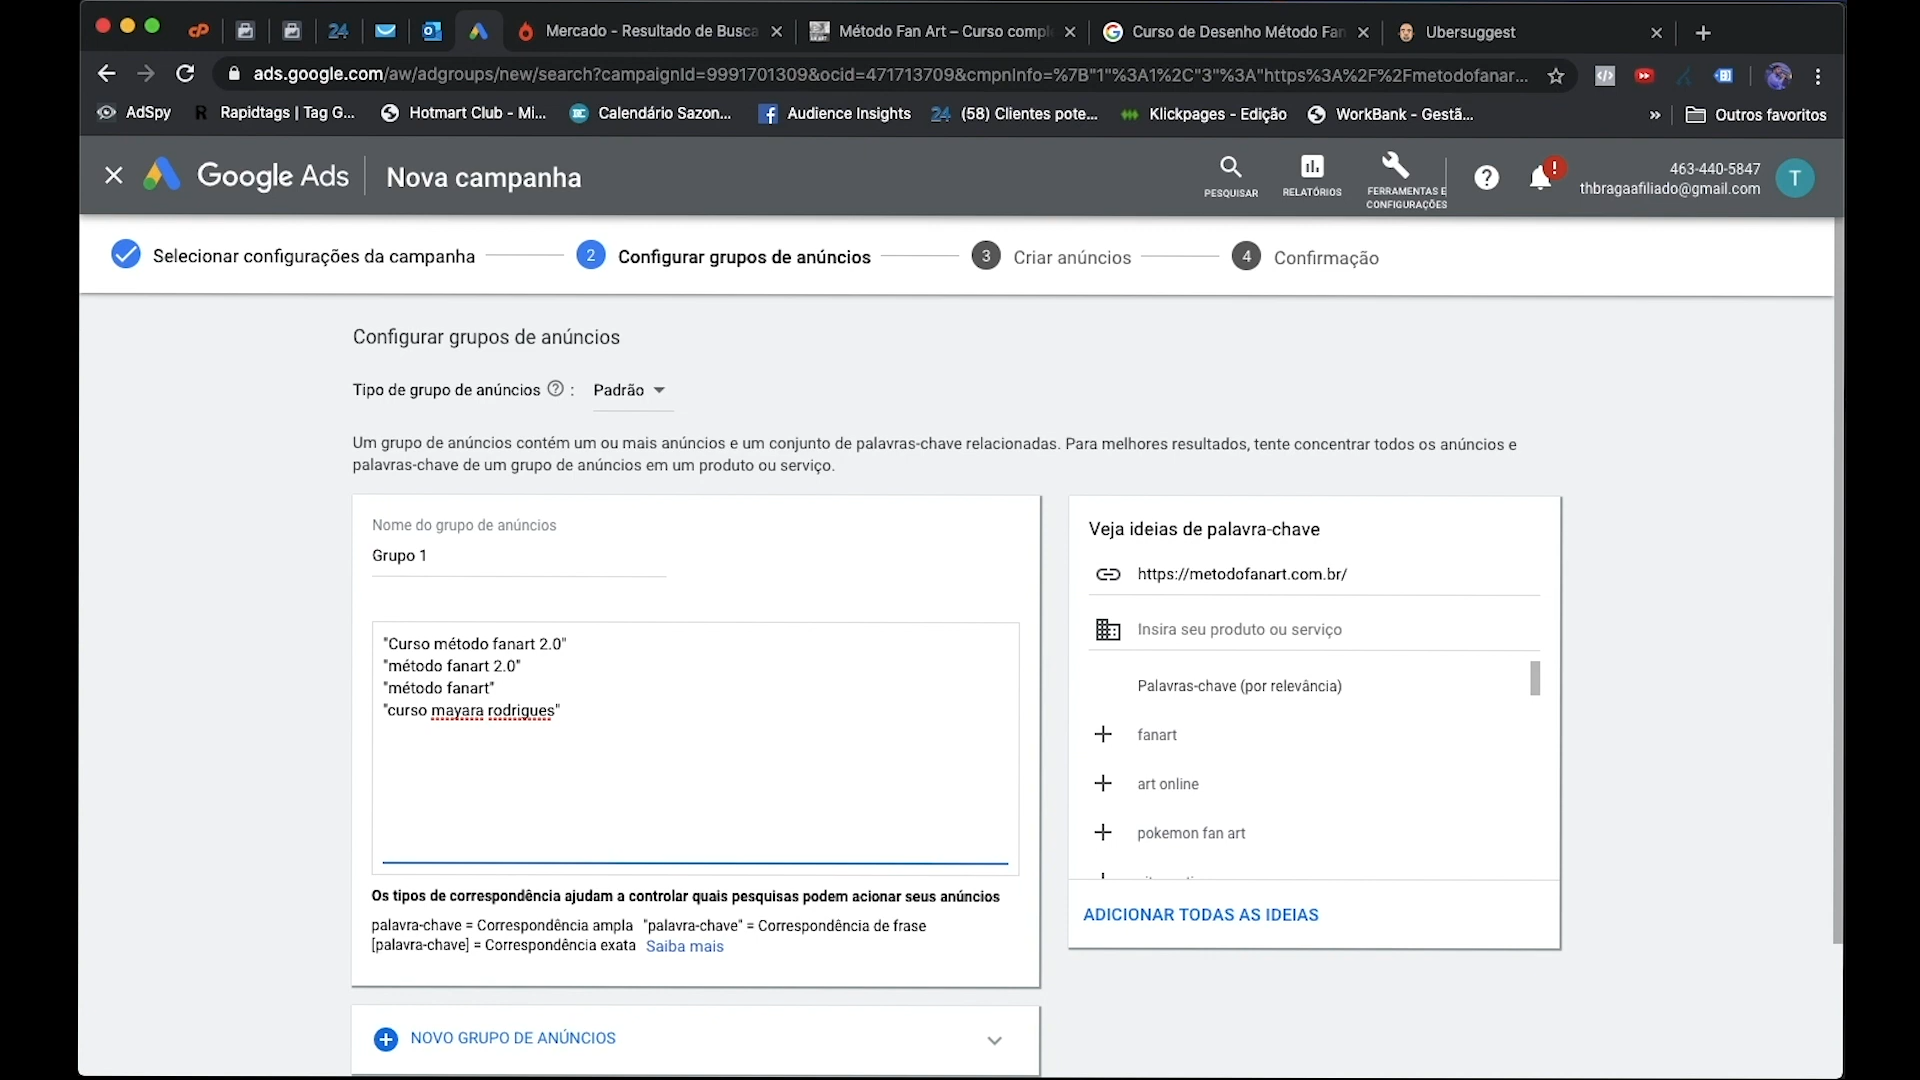 Mercado - Resultado de Busca
Método Fan Art – Curso compl
Curso de Desenho Método Fan
Ubersuggest
ads.google.com/aw/adgroups/new/search?campaignId=9991701309&ocid=471713709&cmpnInfo=%7B"1"%3A1%2C"3"%3A"https%3A%2F%2Fmetodofanar...
AdSpy
Rapidtags | Tag G...
Hotmart Club - Mi...
Calendário Sazon...
Audience Insights
24 (58) Clientes pote...
Klickpages - Edição
WorkBank - Gestã...
» Outros favoritos
Google Ads
Nova campanha
PESQUISAR
RELATÓRIOS
FERRAMENTAS E
CONFIGURAÇÕES
463-440-5847
thbragaafiliado@gmail.com
T
Selecionar configurações da campanha
2 Configurar grupos de anúncios
3 Criar anúncios
4 Confirmação
Configurar grupos de anúncios
Tipo de grupo de anúncios ? : Padrão
Um grupo de anúncios contém um ou mais anúncios e um conjunto de palavras-chave relacionadas. Para melhores resultados, tente concentrar todos os anúncios e
palavras-chave de um grupo de anúncios em um produto ou serviço.
Nome do grupo de anúncios
Grupo 1
"Curso método fanart 2.0"
"método fanart 2.0"
"método fanart"
"curso mayara rodrigues"
Os tipos de correspondência ajudam a controlar quais pesquisas podem acionar seus anúncios
palavra-chave = Correspondência ampla "palavra-chave" = Correspondência de frase
[palavra-chave] = Correspondência exata Saiba mais
NOVO GRUPO DE ANÚNCIOS
Veja ideias de palavra-chave
https://metodofanart.com.br/
Insira seu produto ou serviço
Palavras-chave (por relevância)
fanart
art online
pokemon fan art
ADICIONAR TODAS AS IDEIAS